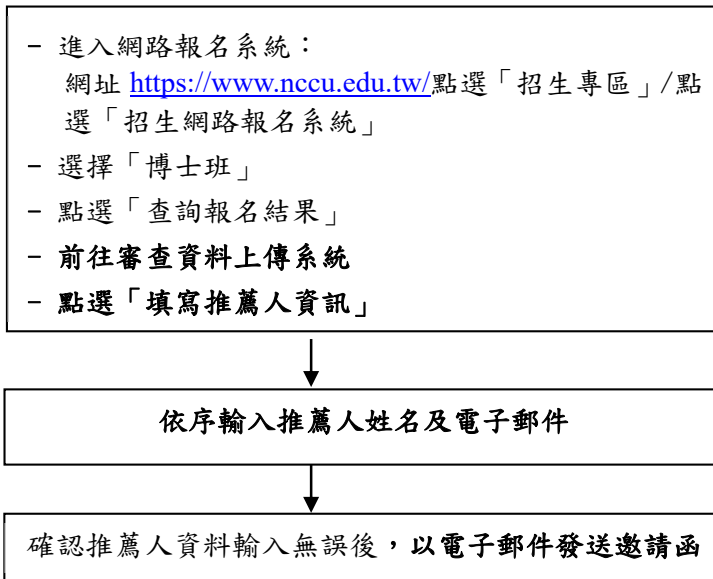 - 進入網路報名系統：
網址 https://www.nccu.edu.tw/點選「招生專區」/點
選「招生網路報名系統」
- 選擇「博士班」
- 點選「查詢報名結果」
- 前往審查資料上傳系統
- 點選「填寫推薦人資訊」
依序輸入推薦人姓名及電子郵件
確認推薦人資料輸入無誤後，以電子郵件發送邀請函